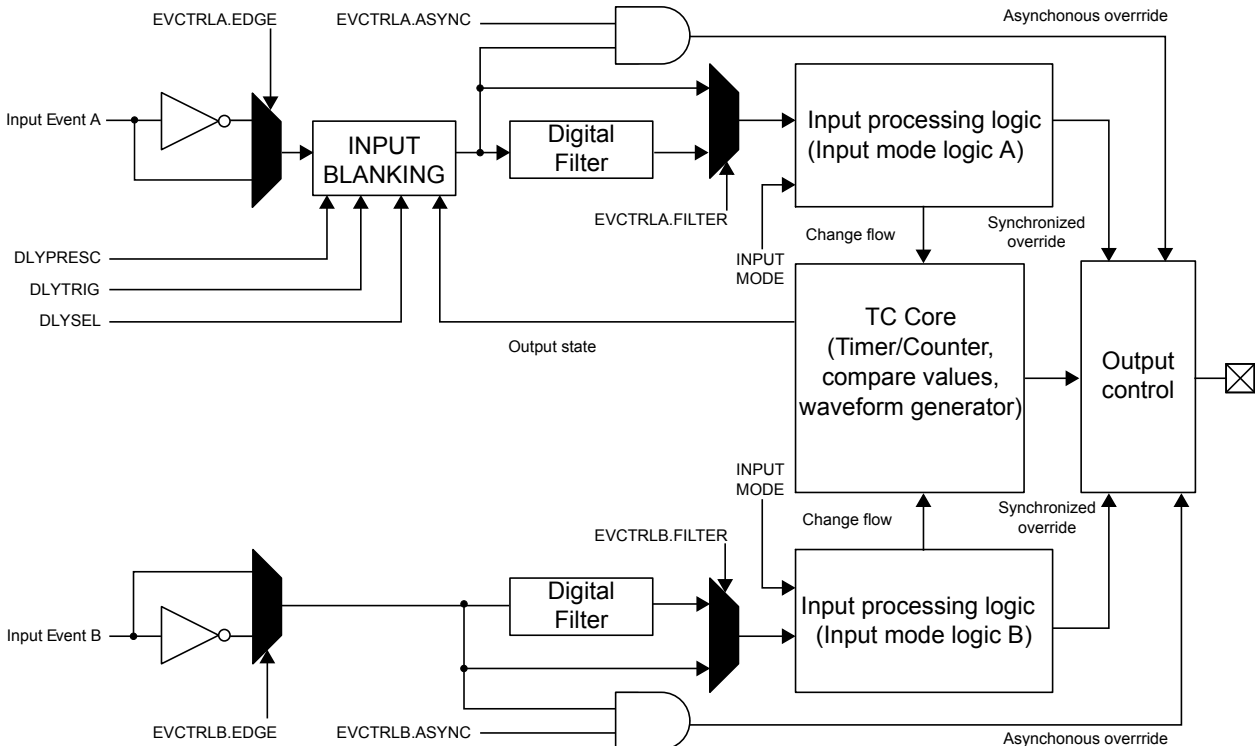 EVCTRLA.EDGE
EVCTRLA.ASYNC
Asynchonous overrride
Input Event A
INPUT
BLANKING
Digital
Filter
Input processing logic
(Input mode logic A)
EVCTRLA.FILTER
DLYPRESC
DLYTRIG
DLYSEL
INPUT
MODE
Change flow
Synchronized
override
Output state
TC Core
(Timer/Counter,
compare values,
waveform generator)
Output
control
INPUT
MODE
Change flow
Synchronized
override
EVCTRLB.FILTER
Input Event B
Digital
Filter
Input processing logic
(Input mode logic B)
EVCTRLB.EDGE
EVCTRLB.ASYNC
Asynchonous overrride